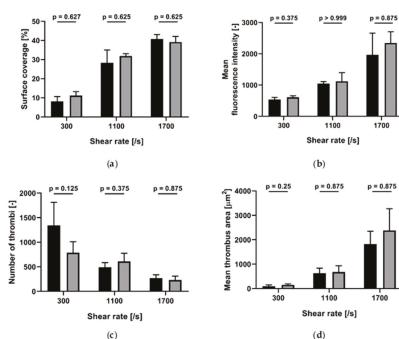 p = 0.627 p = 0.625 p = 0.625
Surface coverage [%]
60
40
20
0
300 1100 1700
Shear rate [/s]
(a)
p = 0.375 p > 0.999 p = 0.875
Mean
fluorescence intensity [-]
3000
2000
1000
0
300 1100 1700
Shear rate [/s]
(b)
p = 0.125 p = 0.375 p = 0.875
Number of thrombi [-]
2000
1500
1000
500
0
300 1100 1700
Shear rate [/s]
(c)
p = 0.25 p = 0.875 p = 0.875
Mean thrombus area [μm²]
4000
3000
2000
1000
0
300 1100 1700
Shear rate [/s]
(d)